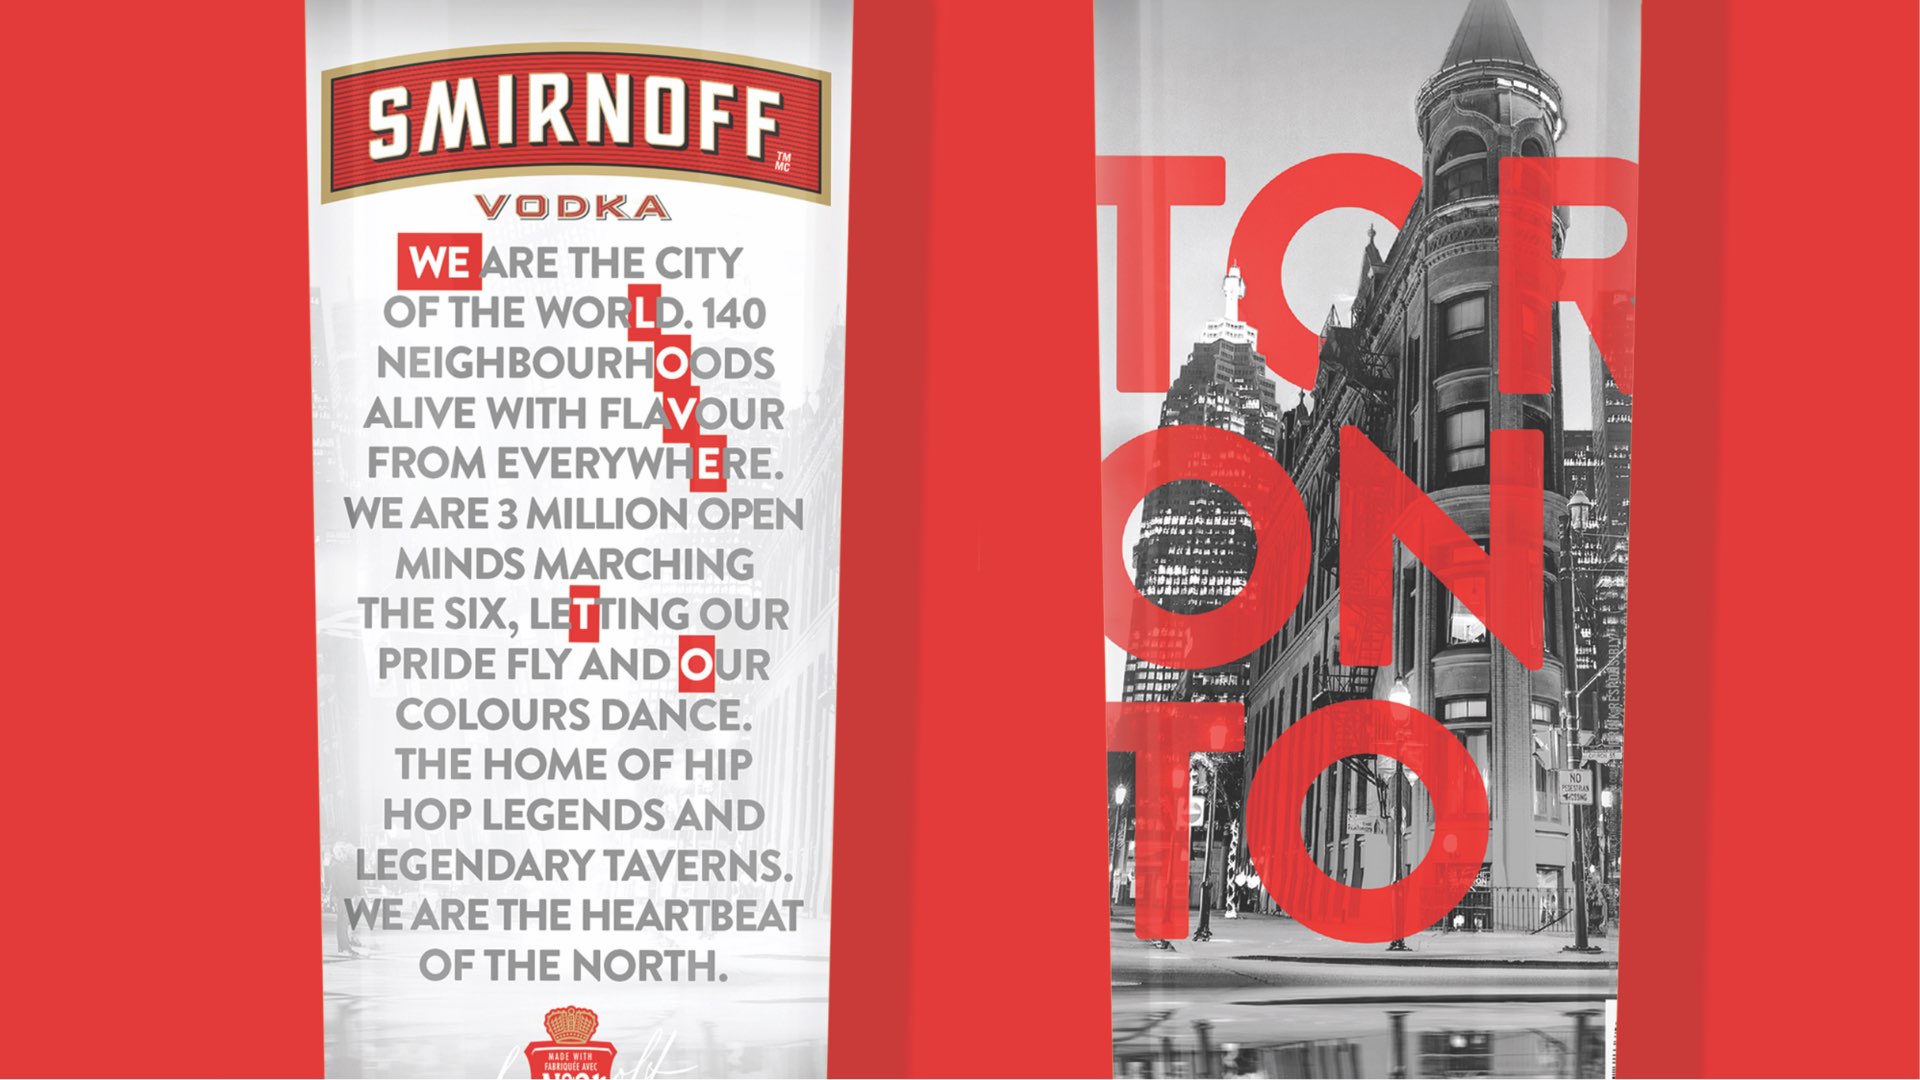 SMIRNOFF
TM
MC
VODKA
WE ARE THE CITY
OF THE WORLD. 140
NEIGHBOURHOODS
ALIVE WITH FLAVOUR
FROM EVERYWHERE.
WE ARE 3 MILLION OPEN
MINDS MARCHING
THE SIX, LETTING OUR
PRIDE FLY AND OUR
COLOURS DANCE.
THE HOME OF HIP
HOP LEGENDS AND
LEGENDARY TAVERNS.
WE ARE THE HEARTBEAT
OF THE NORTH.
MADE WITH
FABRIQUÉE AVEC
TOR
ON
TO
NO
PEDESTRIAN
CROSSING
RESPONSIBLY